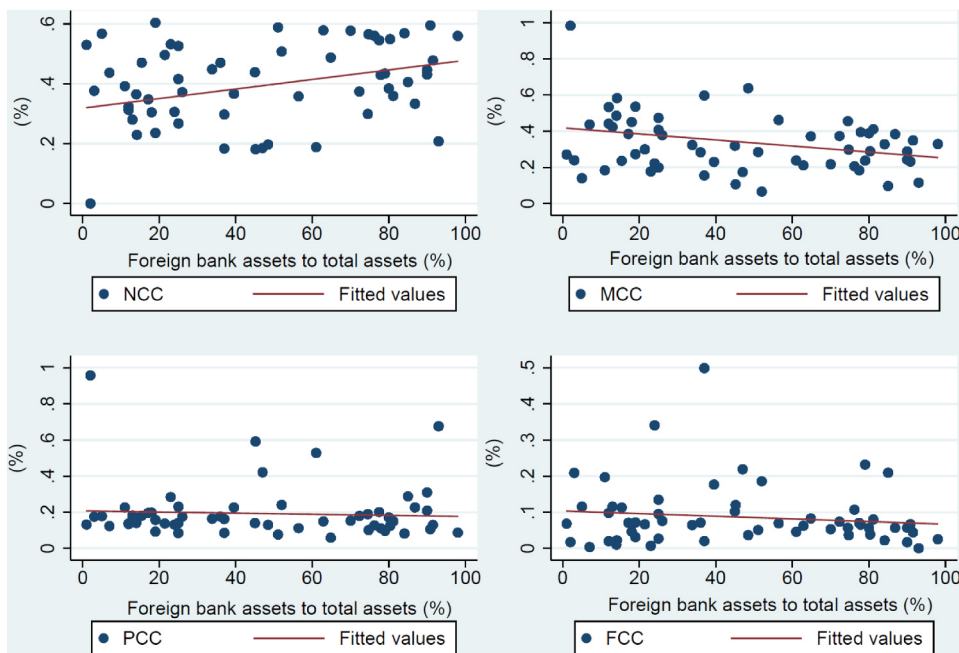 .6
.4
.2
0
(%)
0 20 40 60 80 100
Foreign bank assets to total assets (%)
NCC Fitted values
1
.8
.6
.4
.2
0
(%)
0 20 40 60 80 100
Foreign bank assets to total assets (%)
MCC Fitted values
1
.8
.6
.4
.2
0
(%)
0 20 40 60 80 100
Foreign bank assets to total assets (%)
PCC Fitted values
.5
.4
.3
.2
.1
0
(%)
0 20 40 60 80 100
Foreign bank assets to total assets (%)
FCC Fitted values